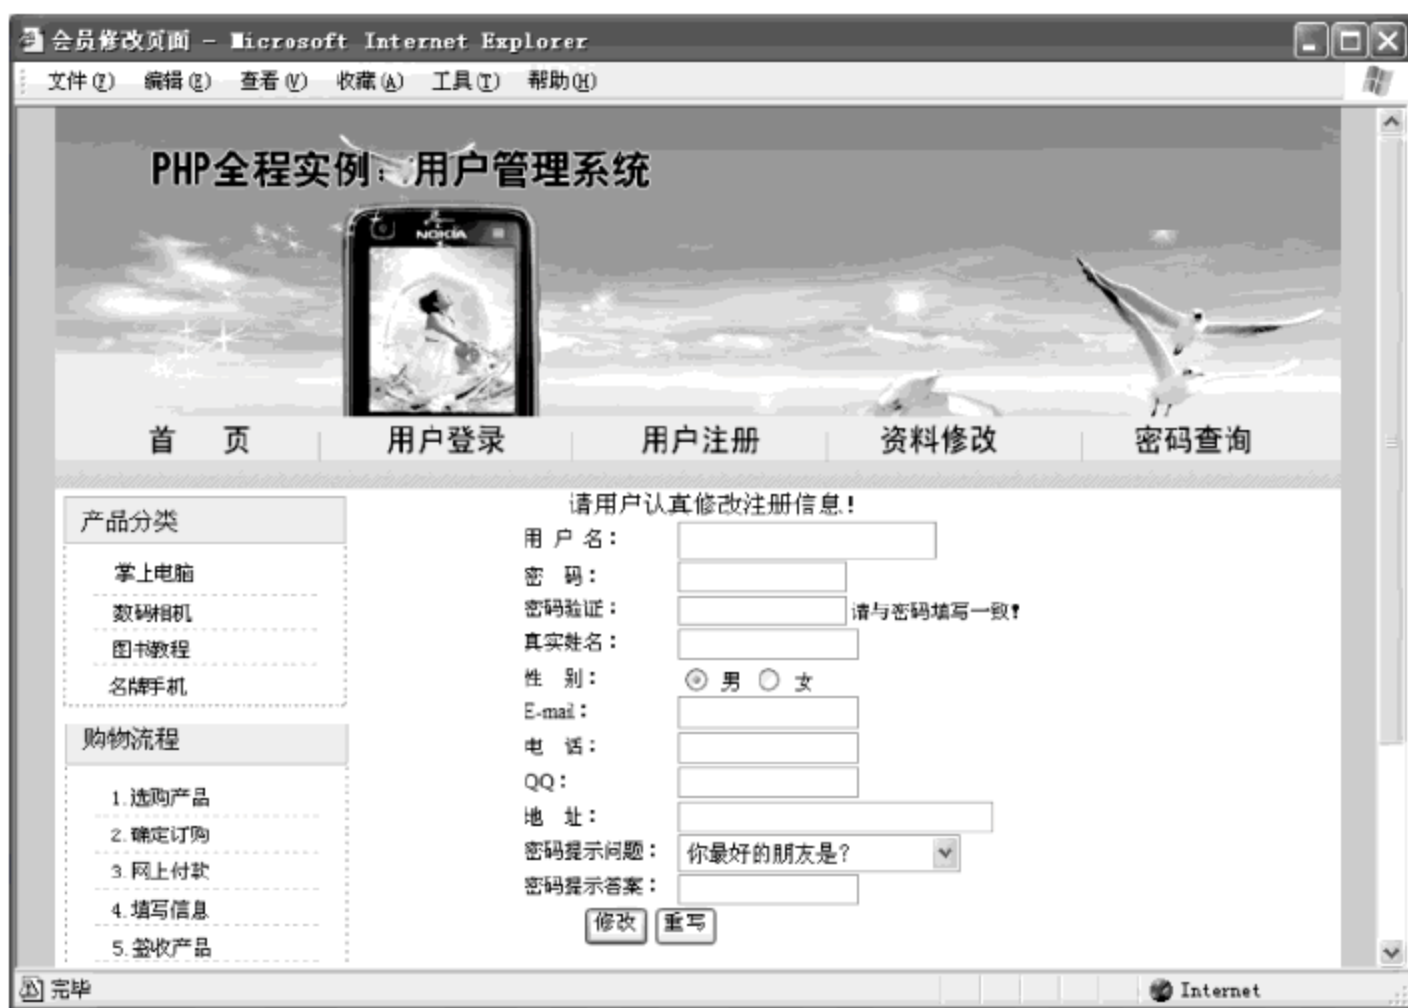 会员修改页面 - Microsoft Internet Explorer
文件(F) 编辑(E) 查看(V) 收藏(A) 工具(T) 帮助(H)
PHP全程实例：用户管理系统
NOKIA
首 页 用户登录 用户注册 资料修改 密码查询
产品分类
掌上电脑
数码相机
图书教程
名牌手机
购物流程
1.选购产品
2.确定订购
3.网上付款
4.填写信息
5.签收产品
请用户认真修改注册信息！
用 户 名：
密 码：
密码验证： 请与密码填写一致！
真实姓名：
性 别： 男 女
E-mail：
电 话：
QQ：
地 址：
密码提示问题： 你最好的朋友是?
密码提示答案：
修改 重写
完毕 Internet